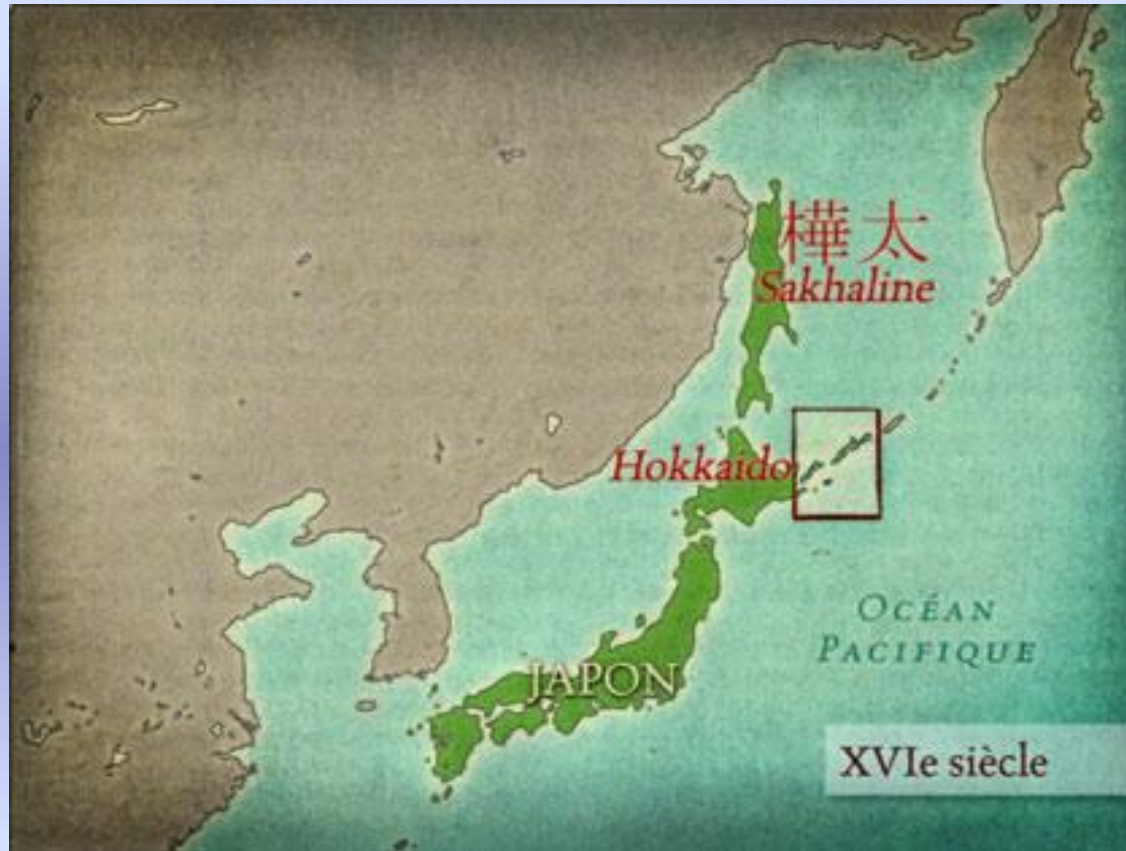 樺太
Sakhaline
Hokkaido
OCÉAN
PACIFIQUE
JAPON
XVIe siècle